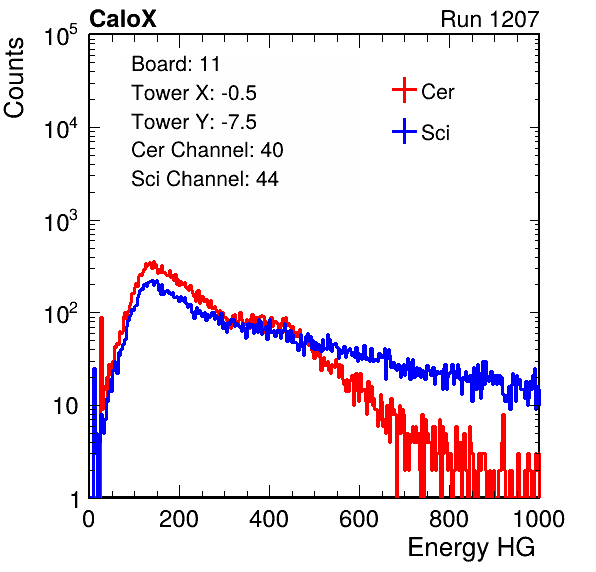 CaloX Run 1207
Counts
10^5
10^4
10^3
10^2
10
1
Board: 11
Tower X: -0.5
Tower Y: -7.5
Cer Channel: 40
Sci Channel: 44
Cer
Sci
0 200 400 600 800 1000
Energy HG